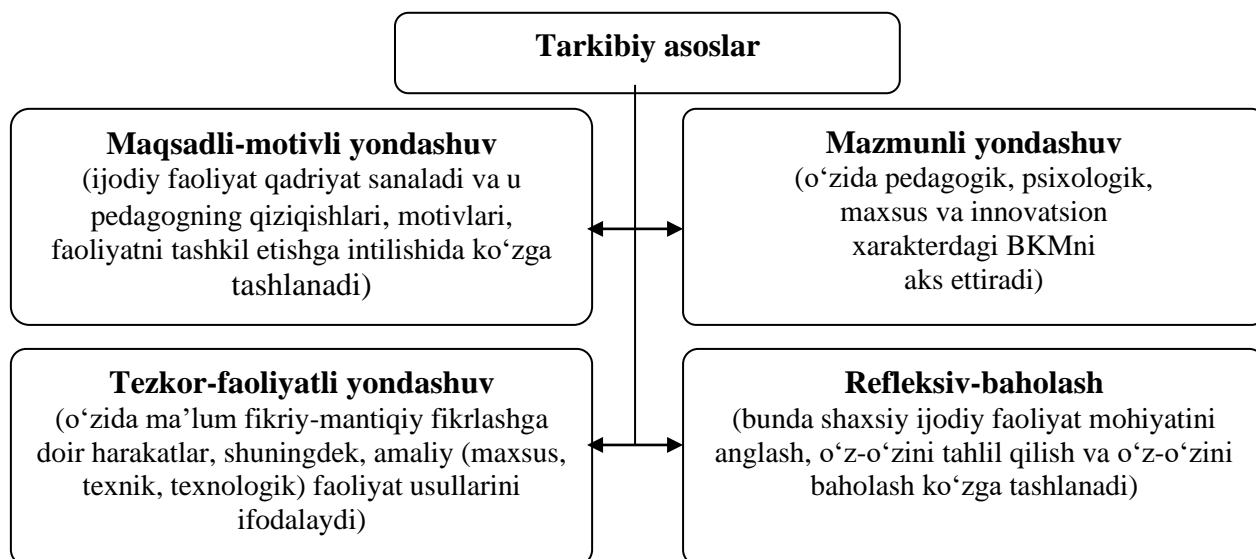 Tarkibiy asoslar
Maqsadli-motivli yondashuv
(ijodiy faoliyat qadriyat sanaladi va u
pedagogning qiziqishlari, motivlari,
faoliyatni tashkil etishga intilishida ko‘zga
tashlanadi)
Mazmunli yondashuv
(o‘zida pedagogik, psixologik,
maxsus va innovatsion
xarakterdagi BKMni
aks ettiradi)
Tezkor-faoliyatli yondashuv
(o‘zida ma’lum fikriy-mantiqiy fikrlashga
doir harakatlar, shuningdek, amaliy (maxsus,
texnik, texnologik) faoliyat usullarini
ifodalaydi)
Refleksiv-baholash
(bunda shaxsiy ijodiy faoliyat mohiyatini
anglash, o‘z-o‘zini tahlil qilish va o‘z-o‘zini
baholash ko‘zga tashlanadi)